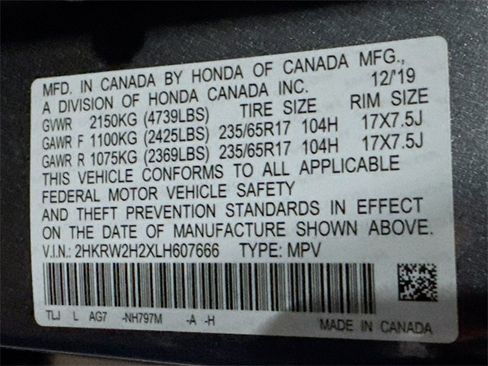 MFD. IN CANADA BY HONDA OF CANADA MFG.,
A DIVISION OF HONDA CANADA INC. 12/'19
GVWR 2150KG (4739LBS) TIRE SIZE RIM SIZE
GAWR F 1100KG (2425LBS) 235/65R17 104H 17X7.5J
GAWR R 1075KG (2369LBS) 235/65R17 104H 17X7.5J
THIS VEHICLE CONFORMS TO ALL APPLICABLE
FEDERAL MOTOR VEHICLE SAFETY
AND THEFT PREVENTION STANDARDS IN EFFECT
ON THE DATE OF MANUFACTURE SHOWN ABOVE.
V.I.N.: 2HKRW2H2XLH607666 TYPE: MPV
TLJ L AG7 -NH797M -A -H
MADE IN CANADA